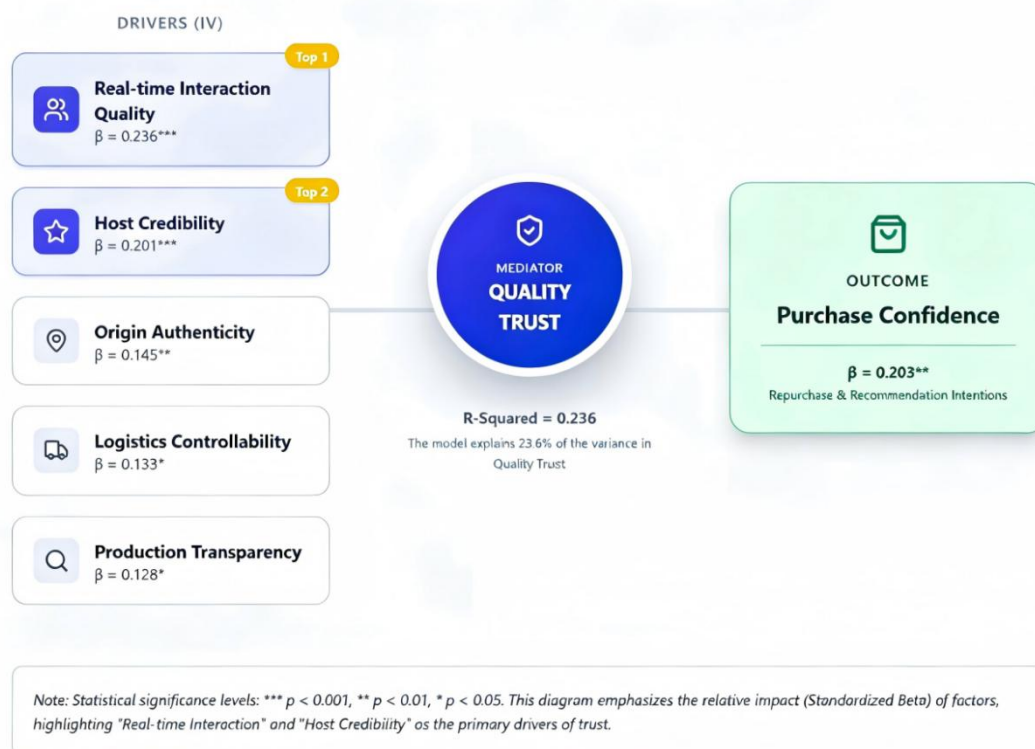 DRIVERS (IV)
Top 1
Real-time Interaction
Quality
β = 0.236***
Top 2
Host Credibility
β = 0.201***
Origin Authenticity
β = 0.145**
Logistics Controllability
β = 0.133*
Production Transparency
β = 0.128*
MEDIATOR
QUALITY
TRUST
R-Squared = 0.236
The model explains 23.6% of the variance in
Quality Trust
OUTCOME
Purchase Confidence
β = 0.203**
Repurchase & Recommendation Intentions
Note: Statistical significance levels: *** p < 0.001, ** p < 0.01, * p < 0.05. This diagram emphasizes the relative impact (Standardized Beta) of factors,
highlighting "Real-time Interaction" and "Host Credibility" as the primary drivers of trust.